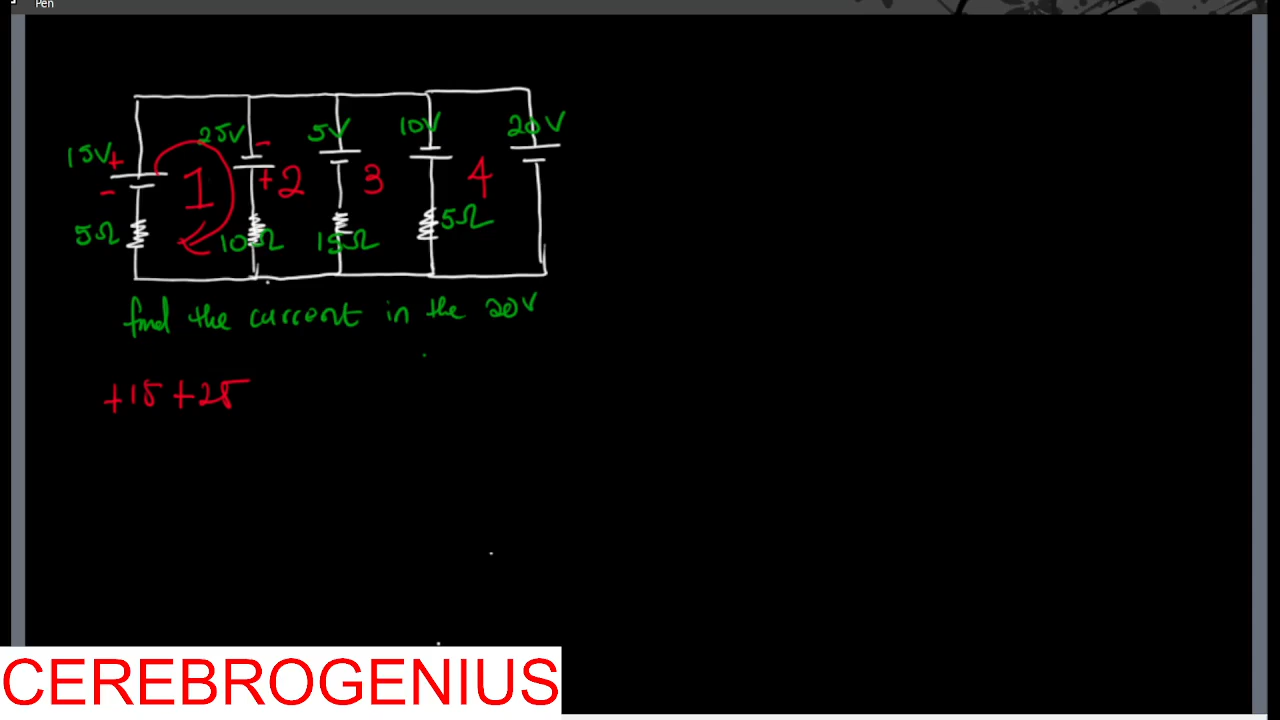 Pen
25V 5V 10V 20V
15V + -
- + 1 2 3 4
5Ω 10Ω 15Ω 5Ω
find the current in the 20V
+15 +25
CEREBROGENIUS